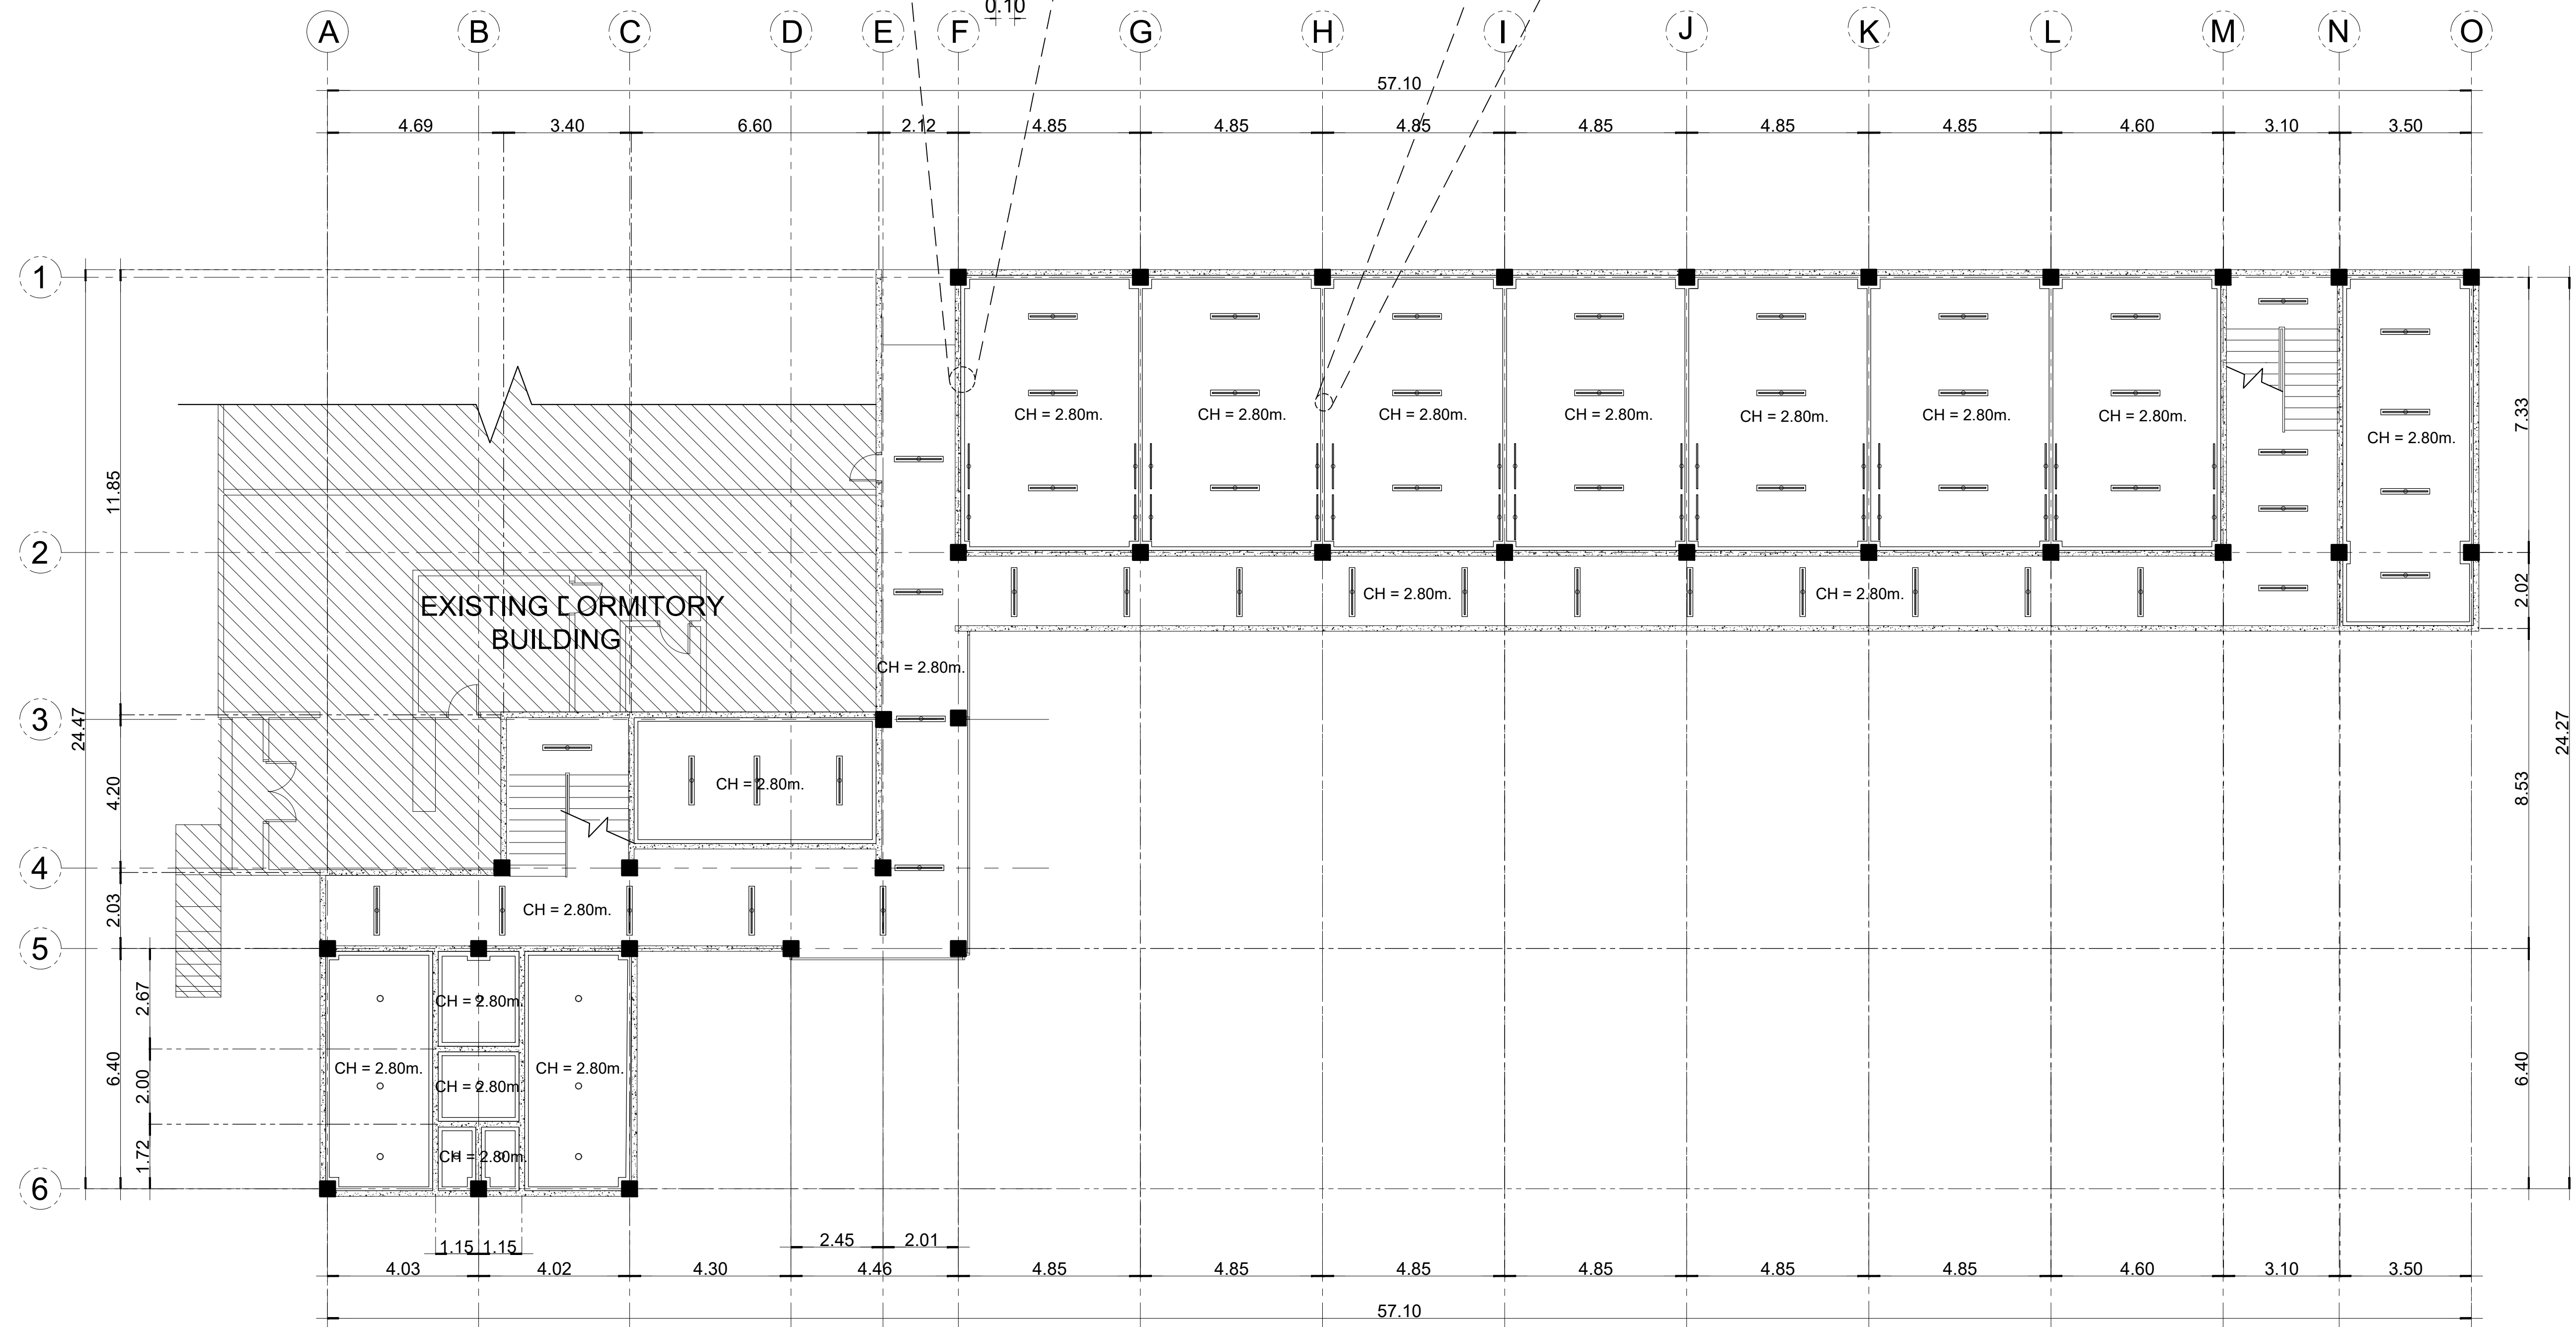 0.10
A B C D E F G H I J K L M N O
57.10
4.69 3.40 6.60 2.12 4.85 4.85 4.85 4.85 4.85 4.85 4.60 3.10 3.50
1
CH = 2.80m. CH = 2.80m. CH = 2.80m. CH = 2.80m. CH = 2.80m. CH = 2.80m. CH = 2.80m.
7.33
CH = 2.80m.
11.85
2
2.02
CH = 2.80m. CH = 2.80m.
EXISTING DORMITORY
BUILDING
CH = 2.80m.
3
24.47
24.27
CH = 2.80m.
4.20
8.53
4
2.03
CH = 2.80m.
5
2.67
CH = 2.80m.
6.40
CH = 2.80m. CH = 2.80m.
6.40
2.00
CH = 2.80m.
1.72
CH = 2.80m.
6
2.45 2.01
1.15 1.15
4.03 4.02 4.30 4.46 4.85 4.85 4.85 4.85 4.85 4.85 4.60 3.10 3.50
57.10